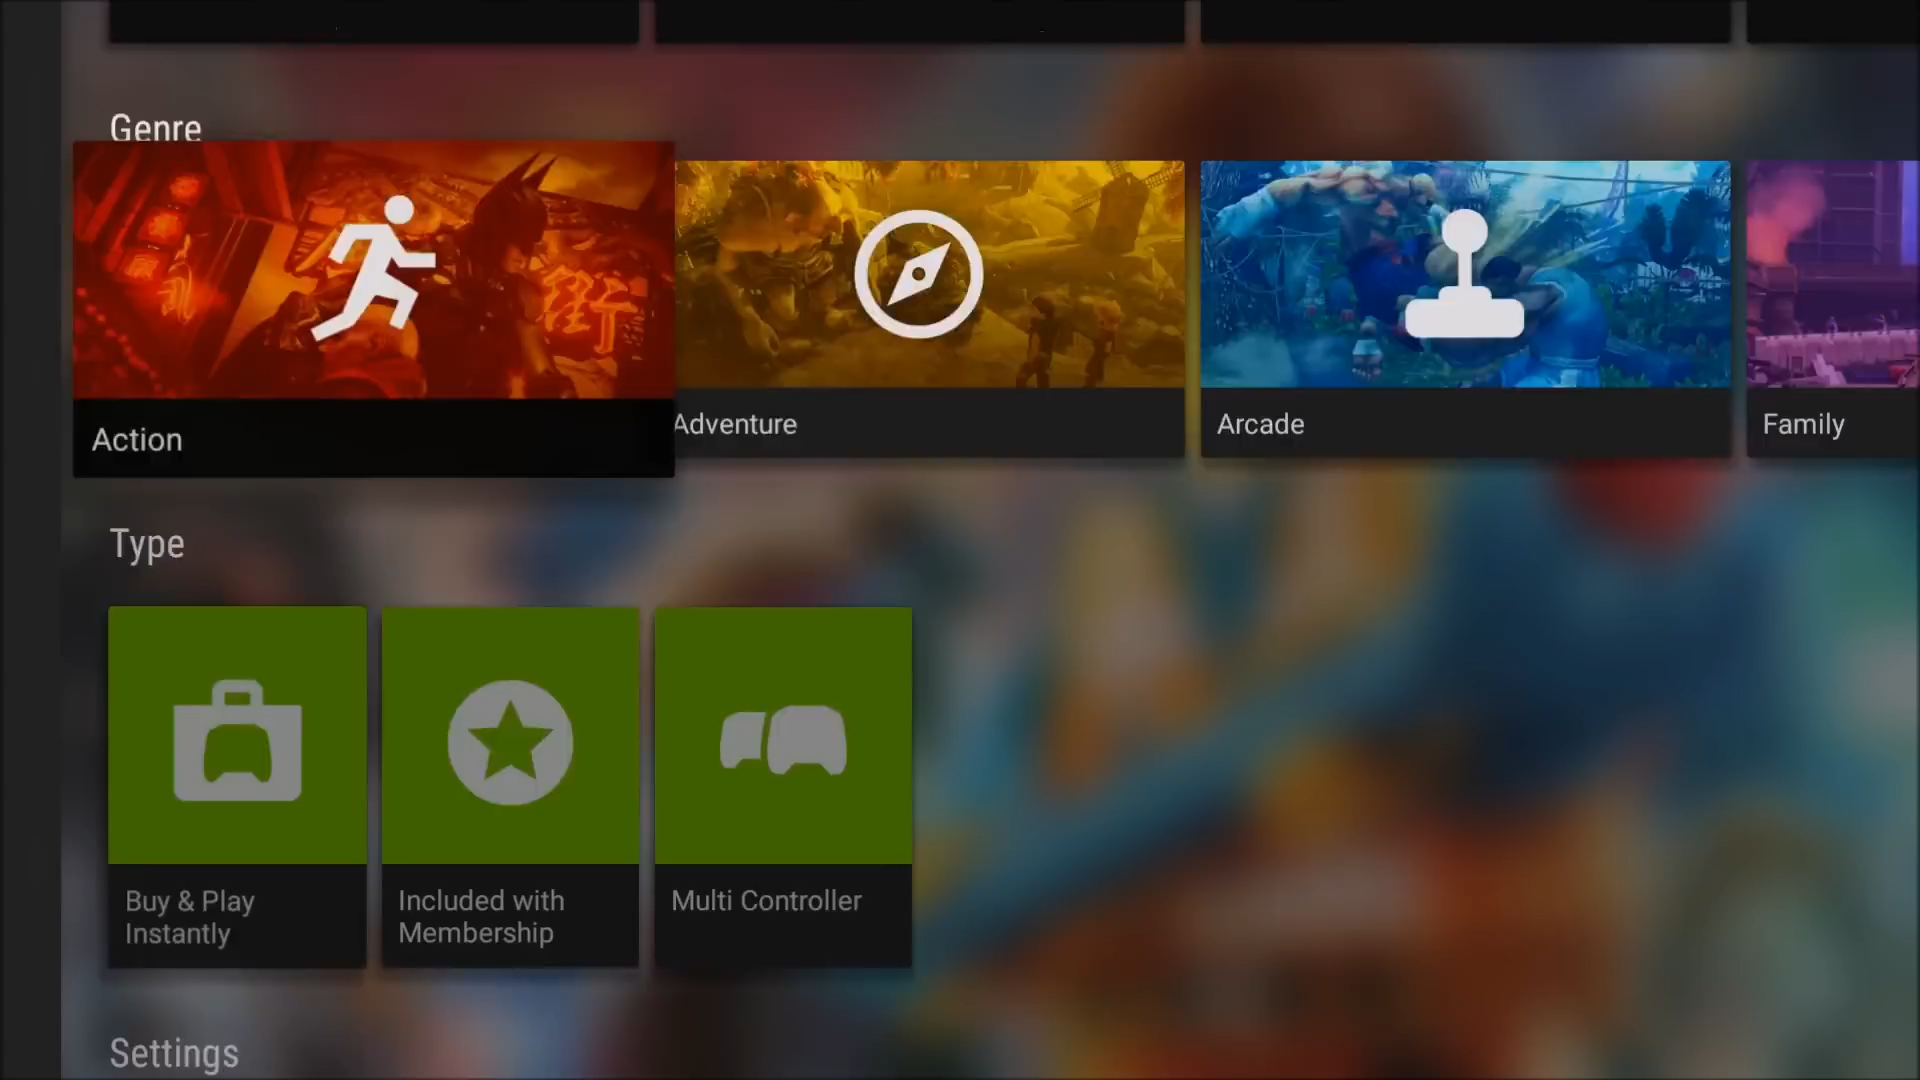 Genre
Action
Adventure
Arcade
Family
Type
Buy & Play
Instantly
Included with
Membership
Multi Controller
Settings